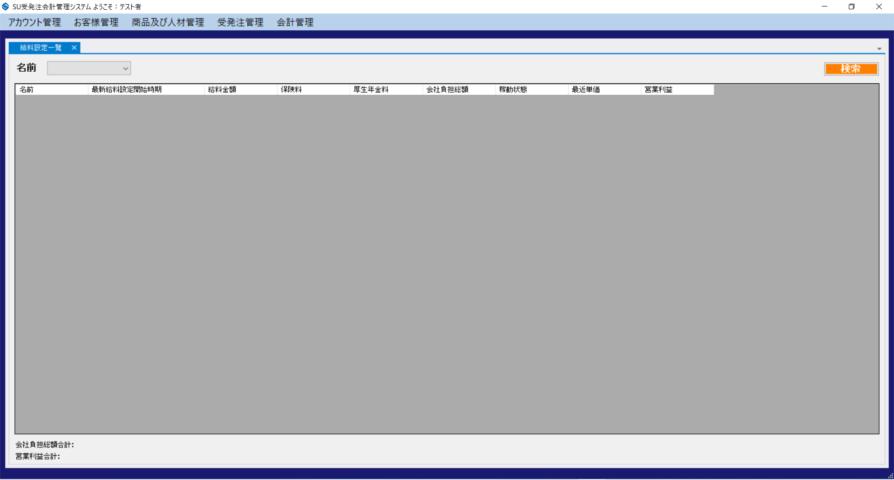 SU受発注会計管理システム ようこそ：テスト者
アカウント管理 お客様管理 商品及び人材管理 受発注管理 会計管理
給料設定一覧 ×
名前 検索
名前 最新給料設定開始時期 給料金額 保険料 厚生年金料 会社負担総額 稼動状態 最近単価 営業利益
会社負担総額合計:
営業利益合計: